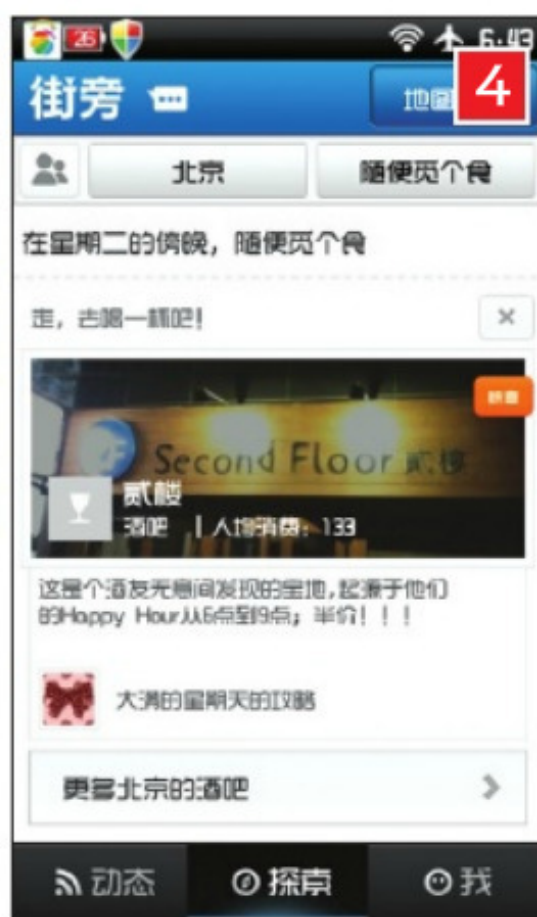 26
6:43
街旁
地图
4
北京
随便觅个食
在星期二的傍晚，随便觅个食
走，去喝一杯吧！
Second Floor 贰楼
贰楼
酒吧 | 人均消费：133
这是个酒友无意间发现的宝地，起源于他们
的Happy Hour从6点到9点；半价！！！
大满的星期天的攻略
更多北京的酒吧
动态
探索
我